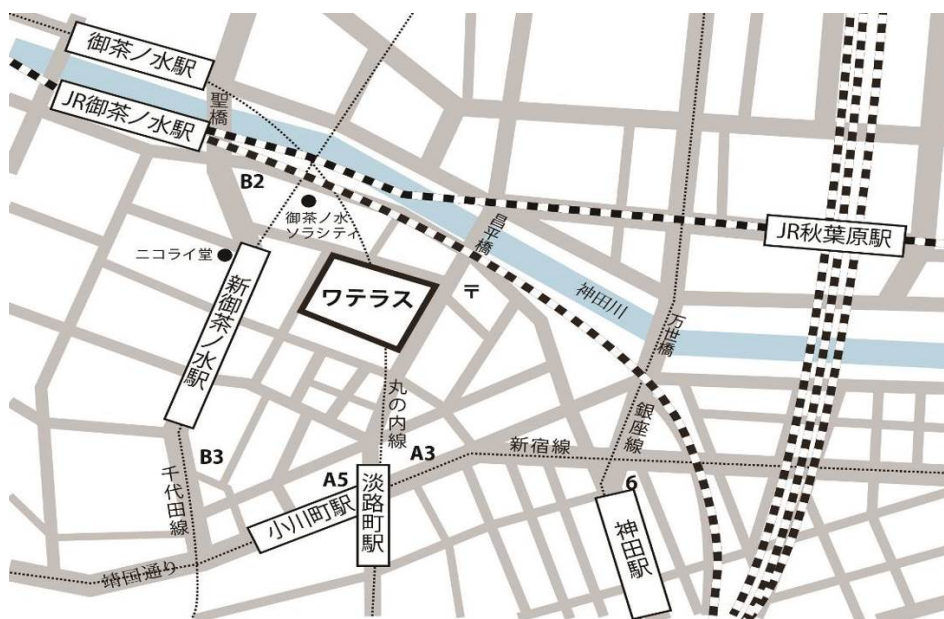 御茶ノ水駅
JR御茶ノ水駅
聖橋
B2
御茶ノ水
ソラシティ
ニコライ堂
新御茶ノ水駅
ワテラス
〒
昌平橋
神田川
万世橋
JR秋葉原駅
丸の内線
銀座線
新宿線
千代田線
B3
A5
A3
6
小川町駅
淡路町駅
神田駅
靖国通り